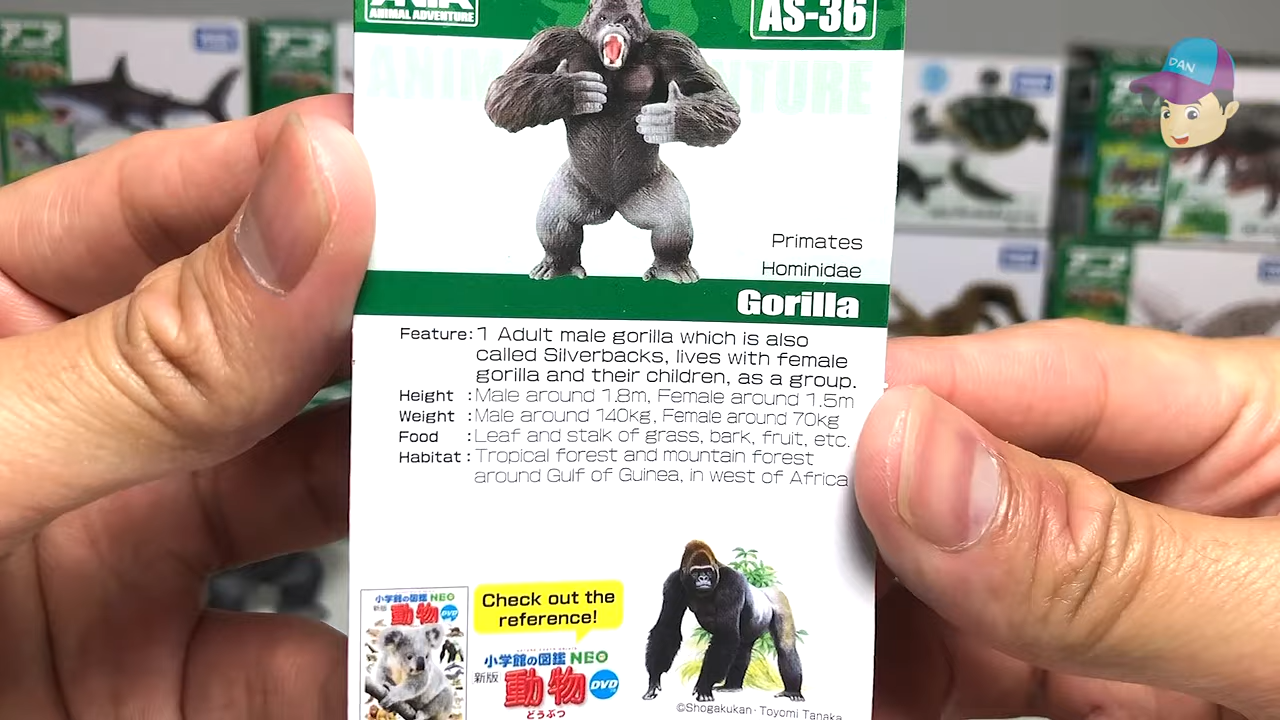 ANIA
ANIMAL ADVENTURE
AS-36
DAN
ANIMAL ADVENTURE
Primates
Hominidae
Gorilla
Feature: 1 Adult male gorilla which is also
called Silverbacks, lives with female
gorilla and their children, as a group.
Height : Male around 1.8m, Female around 1.5m
Weight : Male around 140kg, Female around 70kg
Food : Leaf and stalk of grass, bark, fruit, etc.
Habitat : Tropical forest and mountain forest
around Gulf of Guinea, in west of Africa
小学館の図鑑 NEO
新版 動物 DVD
Check out the
reference!
小学館の図鑑 NEO
新版 動物 DVD
どうぶつ
©Shogakukan・Toyomi Tanaka